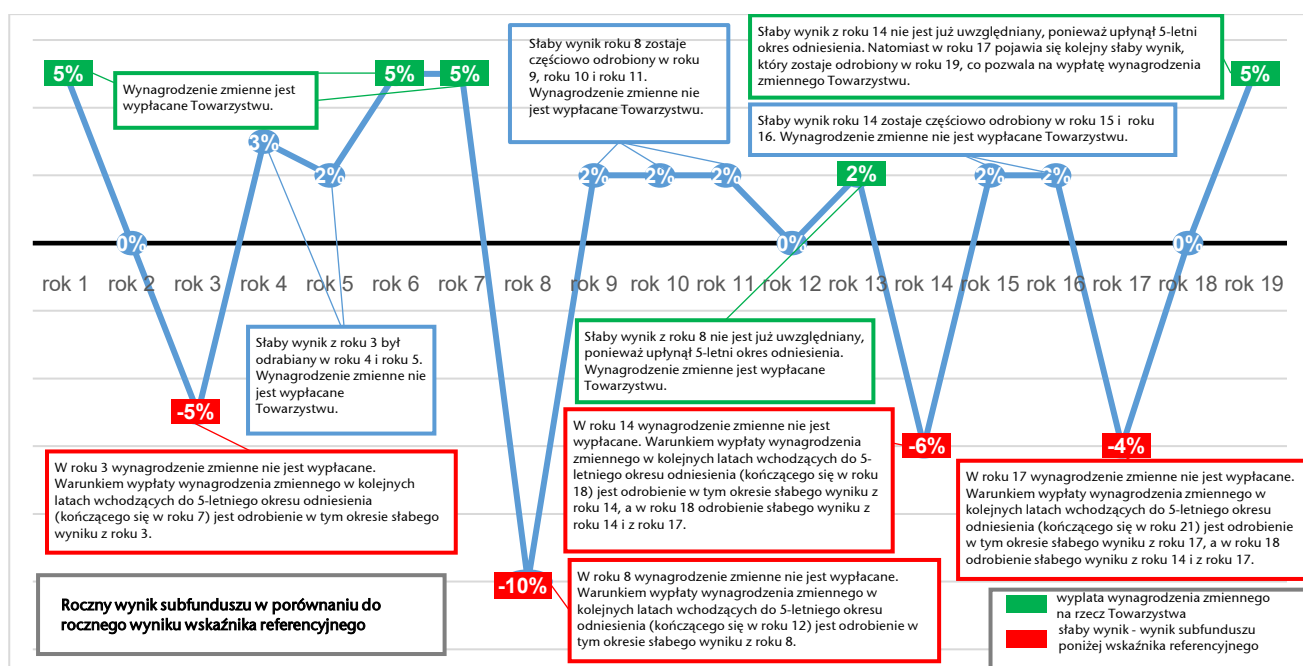 Słaby wynik z roku 14 nie jest już uwzględniany, ponieważ upłynął 5-letni
okres odniesienia. Natomiast w roku 17 pojawia się kolejny słaby wynik,
który zostaje odrobiony w roku 19, co pozwala na wypłatę wynagrodzenia
zmiennego Towarzystwu.
Słaby wynik roku 8 zostaje
częściowo odrobiony w roku
9, roku 10 i roku 11.
Wynagrodzenie zmienne nie
jest wypłacane Towarzystwu.
Wynagrodzenie zmienne jest
wypłacane Towarzystwu.
Słaby wynik roku 14 zostaje częściowo odrobiony w roku 15 i roku
16. Wynagrodzenie zmienne nie jest wypłacane Towarzystwu.
5%
0%
-5%
3%
2%
5%
5%
-10%
2%
2%
2%
0%
2%
-6%
2%
2%
-4%
0%
5%
rok 1
rok 2
rok 3
rok 4
rok 5
rok 6
rok 7
rok 8
rok 9
rok 10
rok 11
rok 12
rok 13
rok 14
rok 15
rok 16
rok 17
rok 18
rok 19
Słaby wynik z roku 3 był
odrabiany w roku 4 i roku 5.
Wynagrodzenie zmienne nie
jest wypłacane
Towarzystwu.
Słaby wynik z roku 8 nie jest już uwzględniany,
ponieważ upłynął 5-letni okres odniesienia.
Wynagrodzenie zmienne jest wypłacane
Towarzystwu.
W roku 3 wynagrodzenie zmienne nie jest wypłacane.
Warunkiem wypłaty wynagrodzenia zmiennego w kolejnych
latach wchodzących do 5-letniego okresu odniesienia
(kończącego się w roku 7) jest odrobienie w tym okresie słabego
wyniku z roku 3.
W roku 14 wynagrodzenie zmienne nie jest
wypłacane. Warunkiem wypłaty wynagrodzenia
zmiennego w kolejnych latach wchodzących do 5-
letniego okresu odniesienia (kończącego się w roku
18) jest odrobienie w tym okresie słabego wyniku z
roku 14, a w roku 18 odrobienie słabego wyniku z
roku 14 i z roku 17.
W roku 17 wynagrodzenie zmienne nie jest wypłacane.
Warunkiem wypłaty wynagrodzenia zmiennego w
kolejnych latach wchodzących do 5-letniego okresu
odniesienia (kończącego się w roku 21) jest odrobienie
w tym okresie słabego wyniku z roku 17, a w roku 18
odrobienie słabego wyniku z roku 14 i z roku 17.
W roku 8 wynagrodzenie zmienne nie jest wypłacane.
Warunkiem wypłaty wynagrodzenia zmiennego w
kolejnych latach wchodzących do 5-letniego okresu
odniesienia (kończącego się w roku 12) jest odrobienie w
tym okresie słabego wyniku z roku 8.
Roczny wynik subfunduszu w porównaniu do
rocznego wyniku wskaźnika referencyjnego
wyplata wynagrodzenia zmiennego
na rzecz Towarzystwa
słaby wynik - wynik subfunduszu
poniżej wskaźnika referencyjnego